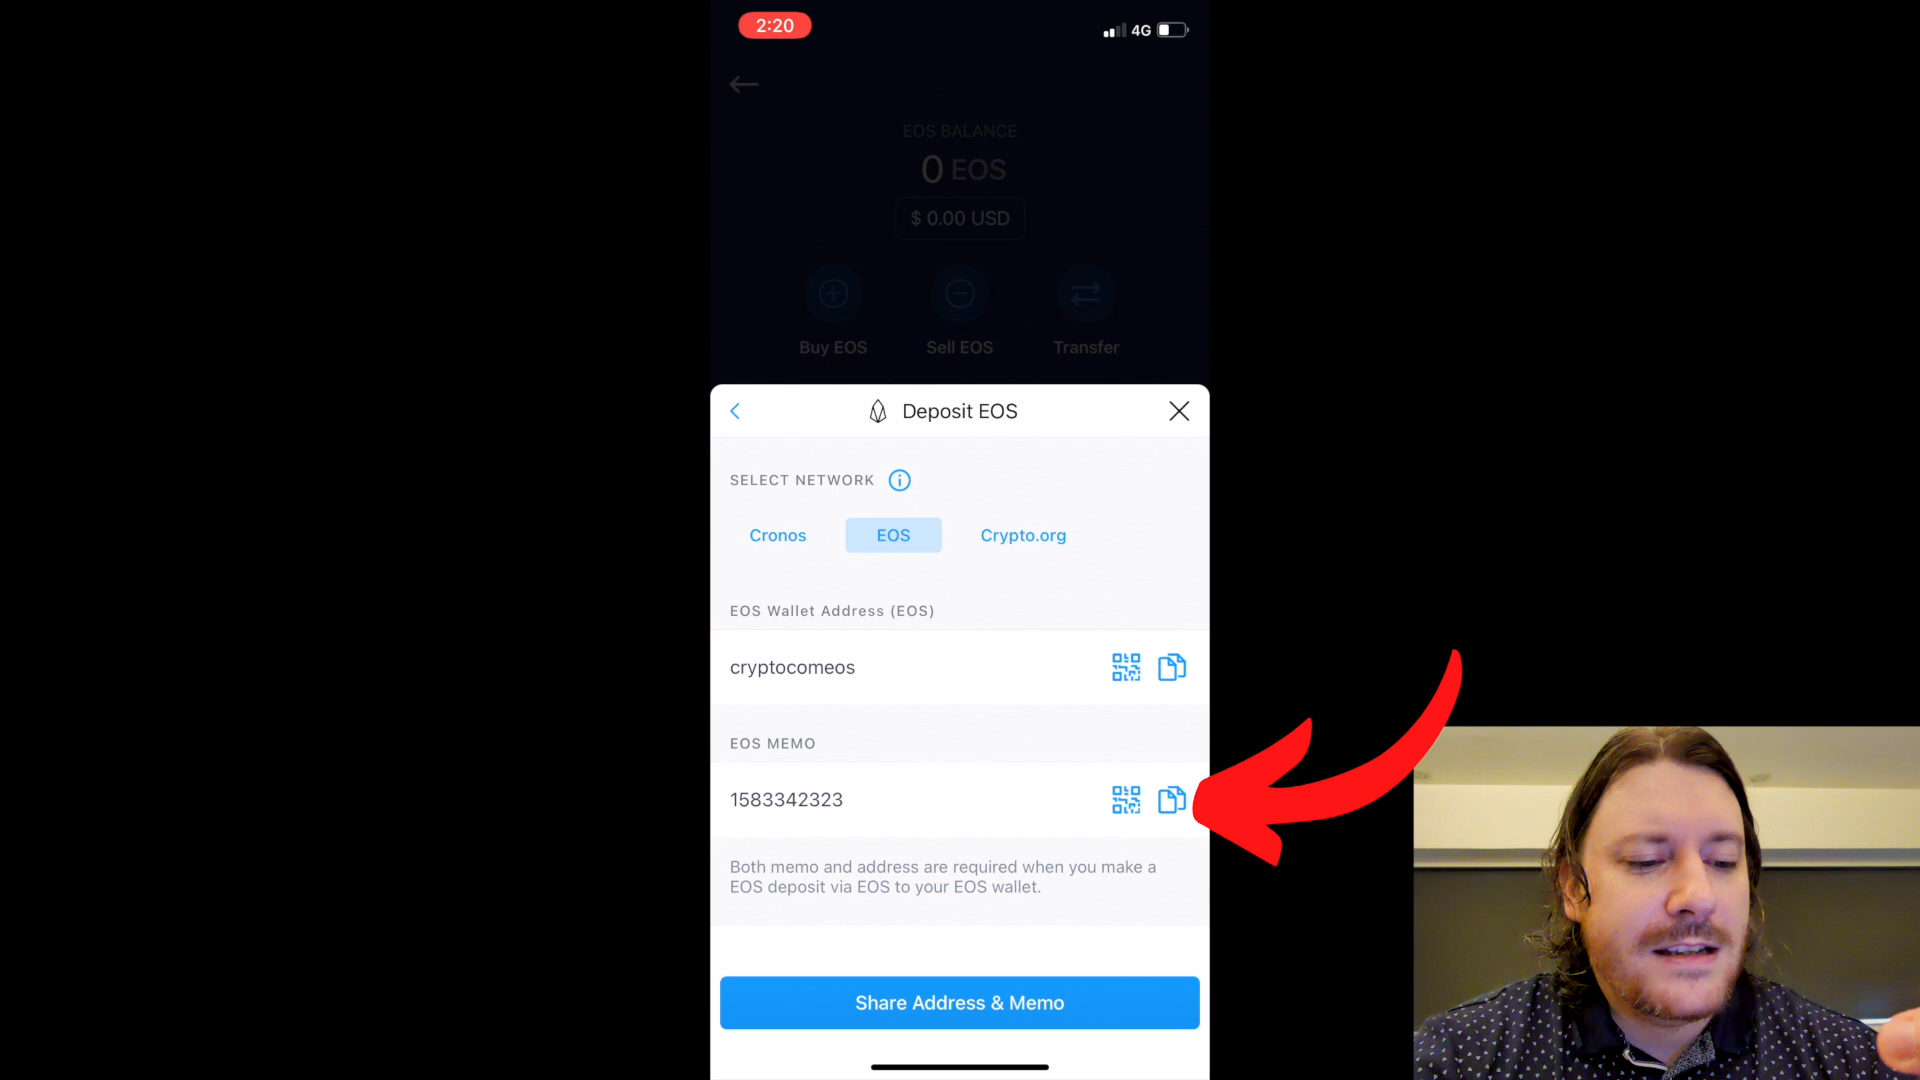 2:20
4G
EOS BALANCE
0 EOS
$ 0.00 USD
Buy EOS
Sell EOS
Transfer
Deposit EOS
SELECT NETWORK
Cronos
EOS
Crypto.org
EOS Wallet Address (EOS)
cryptocomeos
EOS MEMO
1583342323
Both memo and address are required when you make a
EOS deposit via EOS to your EOS wallet.
Share Address & Memo